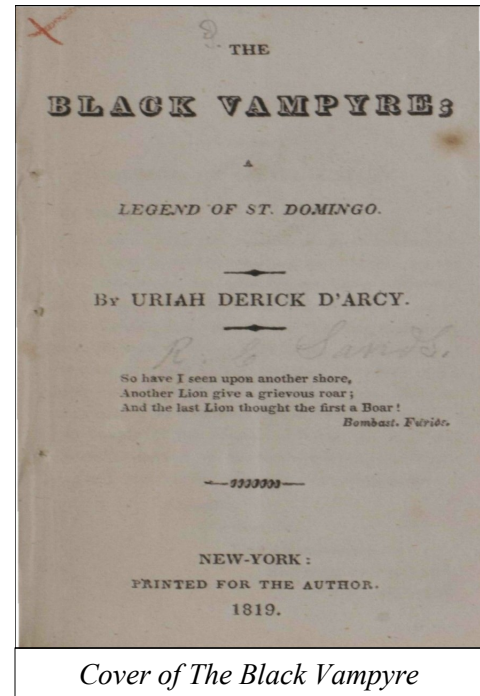 THE
BLACK VAMPYRE;
A
LEGEND OF ST. DOMINGO.
By URIAH DERICK D'ARCY.
R. C Sands.
So have I seen upon another shore,
Another Lion give a grievous roar;
And the last Lion thought the first a Boar!
Bombast. Furioso.
NEW-YORK:
PRINTED FOR THE AUTHOR.
1819.
Cover of The Black Vampyre